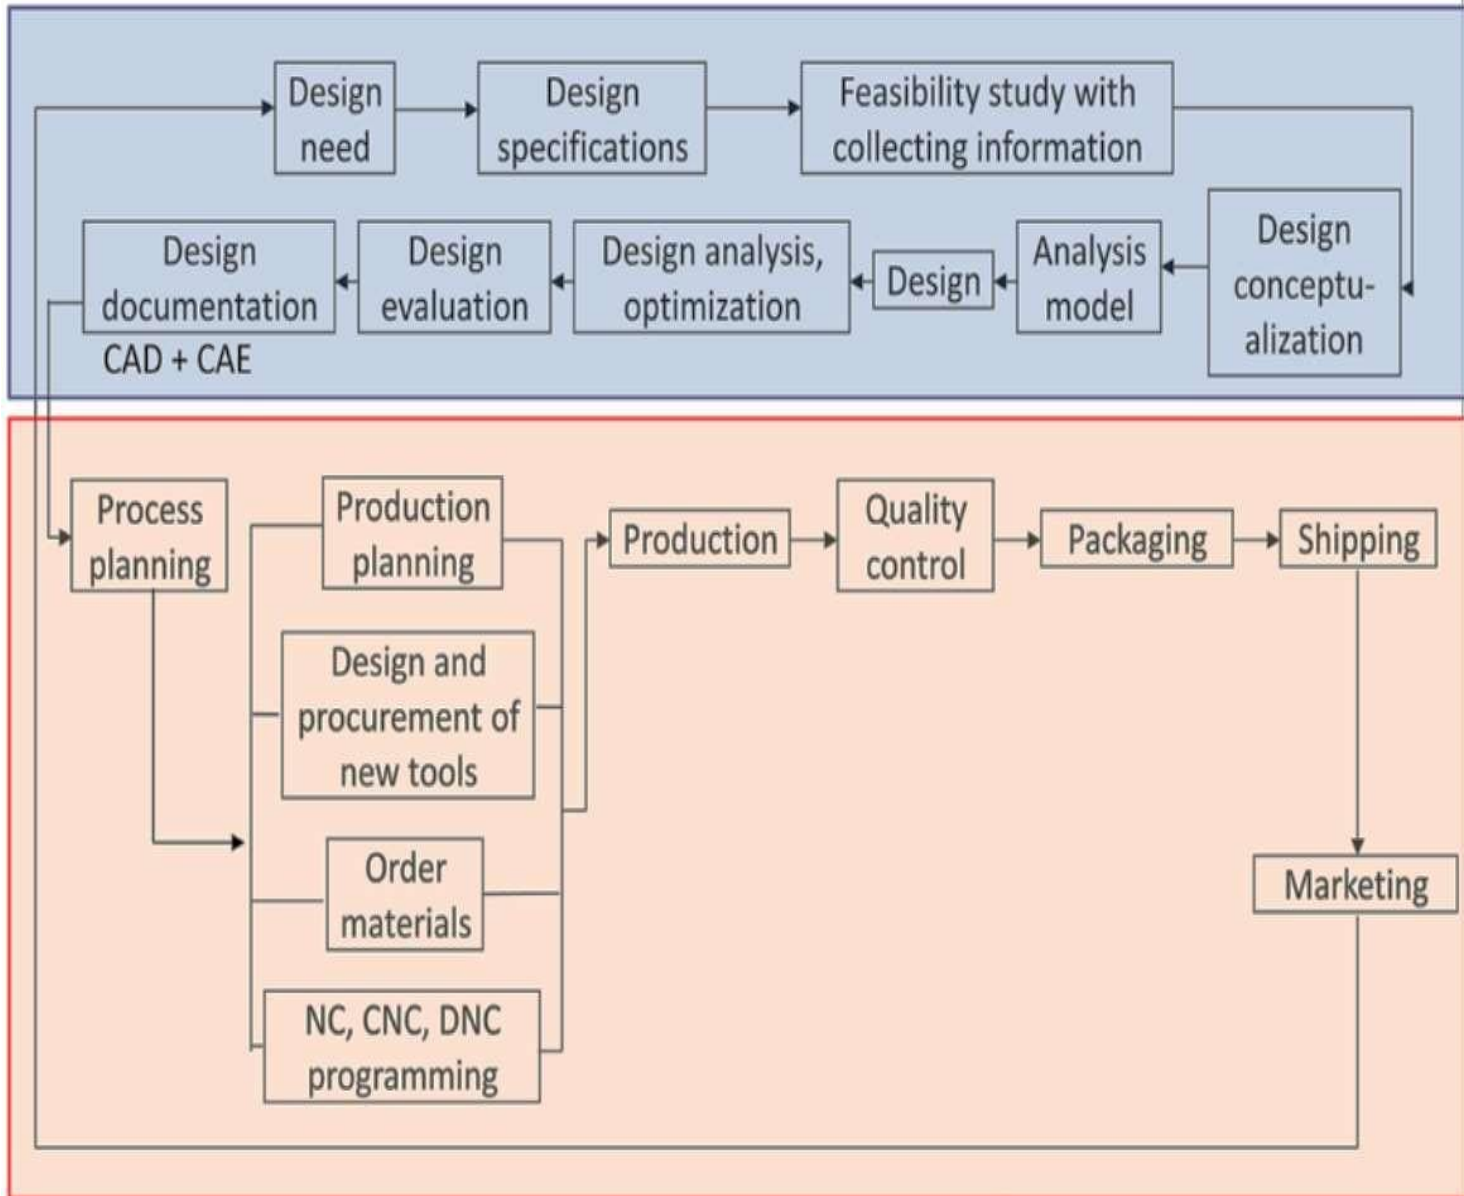 Design
need
Design
specifications
Feasibility study with
collecting information
Design
conceptu-
alization
Analysis
model
Design
Design analysis,
optimization
Design
evaluation
Design
documentation
CAD + CAE
Process
planning
Production
planning
Design and
procurement of
new tools
Order
materials
NC, CNC, DNC
programming
Production
Quality
control
Packaging
Shipping
Marketing